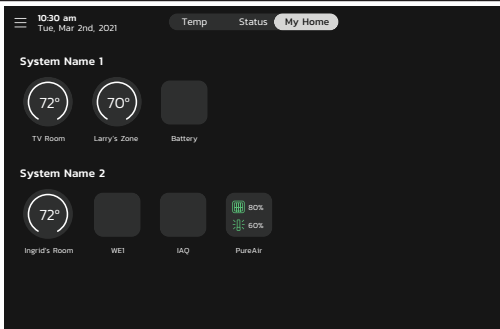 10:30 am
Tue, Mar 2nd, 2021
Temp Status My Home
System Name 1
72° 70°
TV Room Larry's Zone Battery
System Name 2
72° 80%
60%
Ingrid's Room WE1 IAQ PureAir